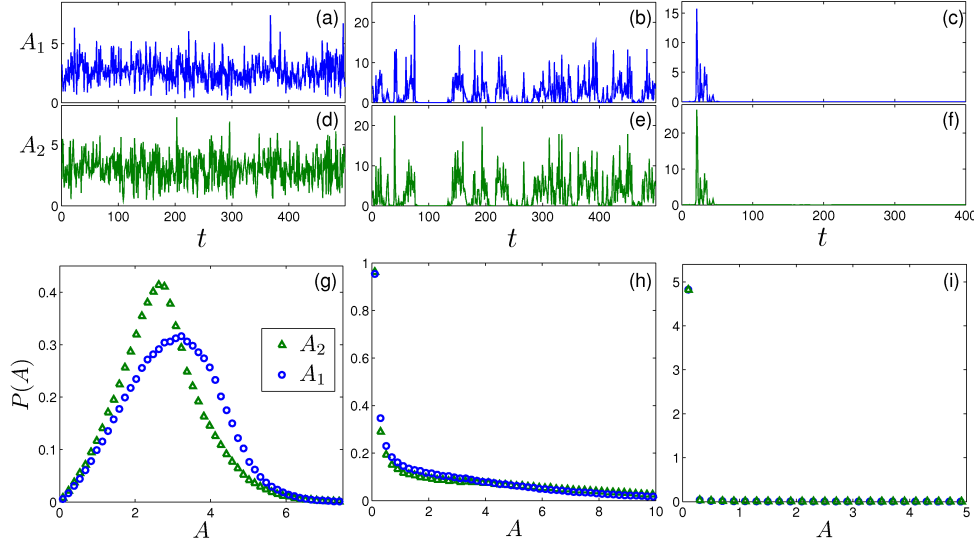 (a) (b) (c)
A1 5 0
20 10 0
15 10 5 0
(d) (e) (f)
A2 5 0
20 10 0
20 10 0
0 100 200 300 400
0 100 200 300 400
0 100 200 300 400
t t t
(g) (h) (i)
P(A)
0.4
0.3
0.2
0.1
0
A2
A1
1
0.8
0.6
0.4
0.2
0
5
4
3
2
1
0
0 2 4 6
0 2 4 6 8 10
0 1 2 3 4 5
A A A